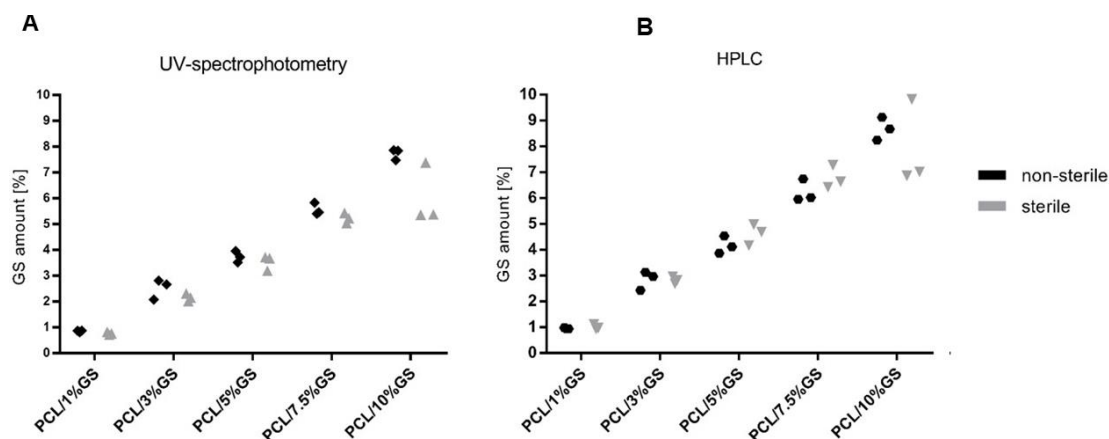 A
UV-spectrophotometry
GS amount [%]
10
9
8
7
6
5
4
3
2
1
0
PCL/1%GS
PCL/3%GS
PCL/5%GS
PCL/7.5%GS
PCL/10%GS
B
HPLC
GS amount [%]
10
9
8
7
6
5
4
3
2
1
0
PCL/1%GS
PCL/3%GS
PCL/5%GS
PCL/7.5%GS
PCL/10%GS
non-sterile
sterile